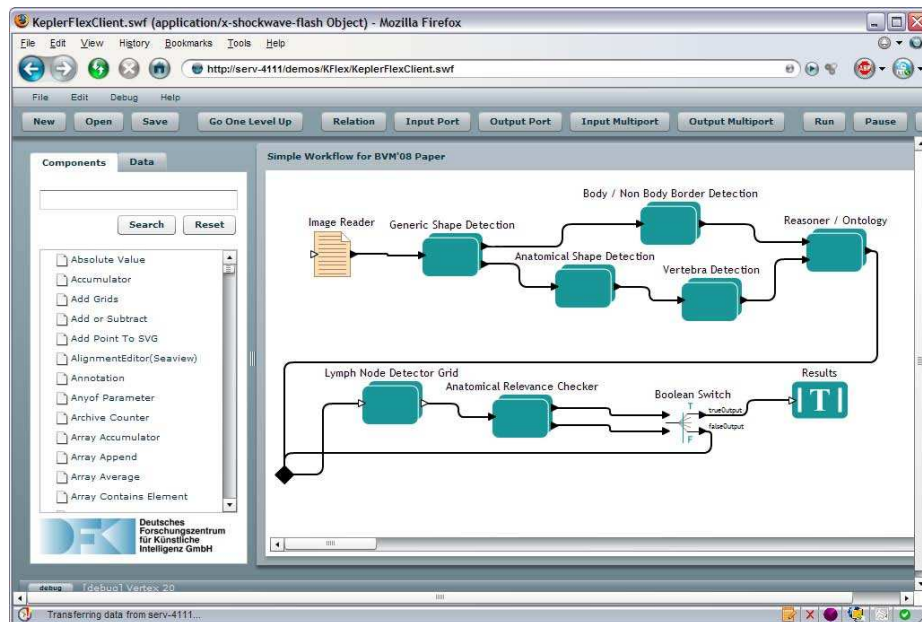 KeplerFlexClient.swf (application/x-shockwave-flash Object) - Mozilla Firefox
File Edit View History Bookmarks Tools Help
http://serv-4111/demos/KFlex/KeplerFlexClient.swf
ABP
File Edit Debug Help
New Open Save Go One Level Up Relation Input Port Output Port Input Multiport Output Multiport Run Pause
Components Data
Search Reset
Absolute Value
Accumulator
Add Grids
Add or Subtract
Add Point To SVG
AlignmentEditor(Seaview)
Annotation
Anyof Parameter
Archive Counter
Array Accumulator
Array Append
Array Average
Array Contains Element
DFK
Deutsches
Forschungszentrum
für Künstliche
Intelligenz GmbH
Simple Workflow for BVM'08 Paper
Image Reader
Generic Shape Detection
Body / Non Body Border Detection
Reasoner / Ontology
Anatomical Shape Detection
Vertebra Detection
Lymph Node Detector Grid
Anatomical Relevance Checker
Boolean Switch
T
trueOutput
falseOutput
F
Results
T
debug [debug] Vertex 20
Transferring data from serv-4111...